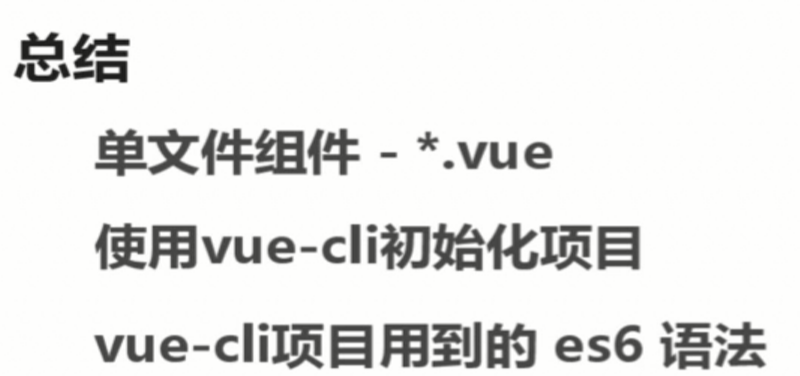 总结
单文件组件 - *.vue
使用vue-cli初始化项目
vue-cli项目用到的 es6 语法